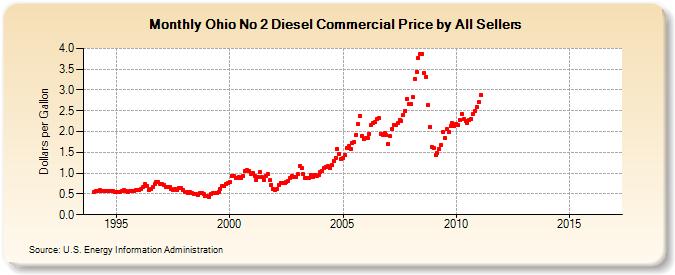 Monthly Ohio No 2 Diesel Commercial Price by All Sellers
Dollars per Gallon
4.0
3.5
3.0
2.5
2.0
1.5
1.0
0.5
0.0
1995 2000 2005 2010 2015
Source: U.S. Energy Information Administration